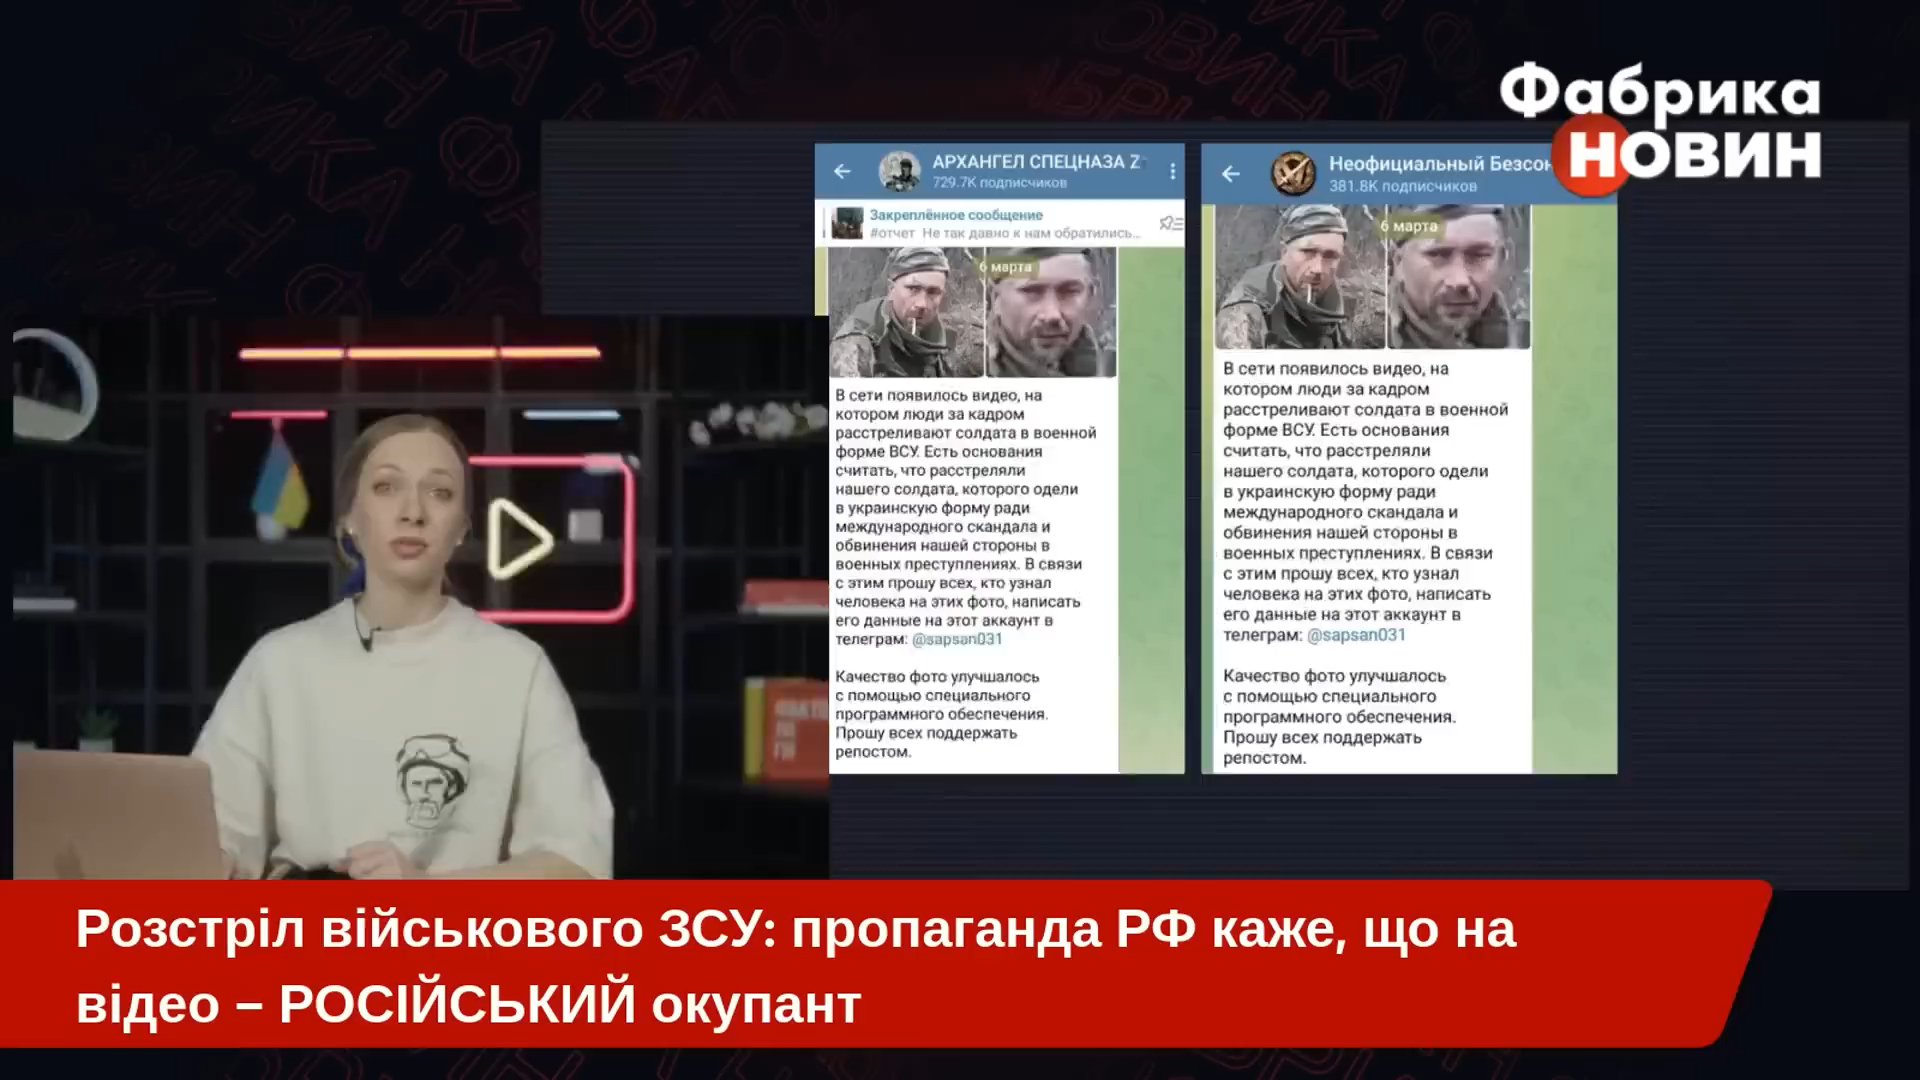 Фабрика
НОВИН
АРХАНГЕЛ СПЕЦНАЗА Z
729.7K подписчиков
Закреплённое сообщение
#отчет Не так давно к нам обратились...
6 марта
В сети появилось видео, на
котором люди за кадром
расстреливают солдата в военной
форме ВСУ. Есть основания
считать, что расстреляли
нашего солдата, которого одели
в украинскую форму ради
международного скандала и
обвинения нашей стороны в
военных преступлениях. В связи
с этим прошу всех, кто узнал
человека на этих фото, написать
его данные на этот аккаунт в
телеграм: @sapsan031
Качество фото улучшалось
с помощью специального
программного обеспечения.
Прошу всех поддержать
репостом.
Неофициальный Безсон
381.8K подписчиков
6 марта
В сети появилось видео, на
котором люди за кадром
расстреливают солдата в военной
форме ВСУ. Есть основания
считать, что расстреляли
нашего солдата, которого одели
в украинскую форму ради
международного скандала и
обвинения нашей стороны в
военных преступлениях. В связи
с этим прошу всех, кто узнал
человека на этих фото, написать
его данные на этот аккаунт в
телеграм: @sapsan031
Качество фото улучшалось
с помощью специального
программного обеспечения.
Прошу всех поддержать
репостом.
Розстріл військового ЗСУ: пропаганда РФ каже, що на
відео – РОСІЙСЬКИЙ окупант